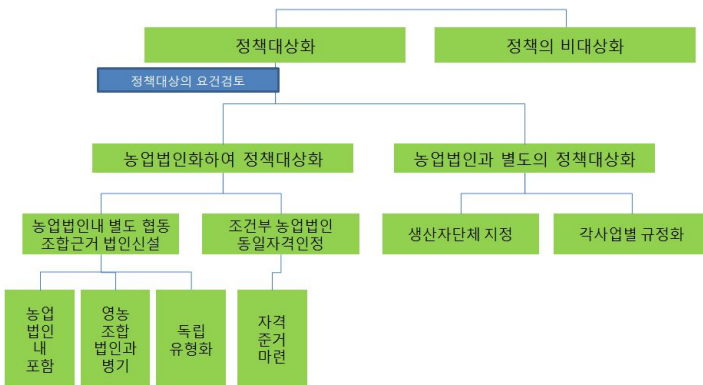 정책대상화
정책의 비대상화
정책대상의 요건검토
농업법인화하여 정책대상화
농업법인과 별도의 정책대상화
농업법인내 별도 협동
조합근거 법인신설
조건부 농업법인
동일자격인정
생산자단체 지정
각사업별 규정화
농업
법인
내
포함
영농
조합
법인과
병기
독립
유형화
자격
준거
마련